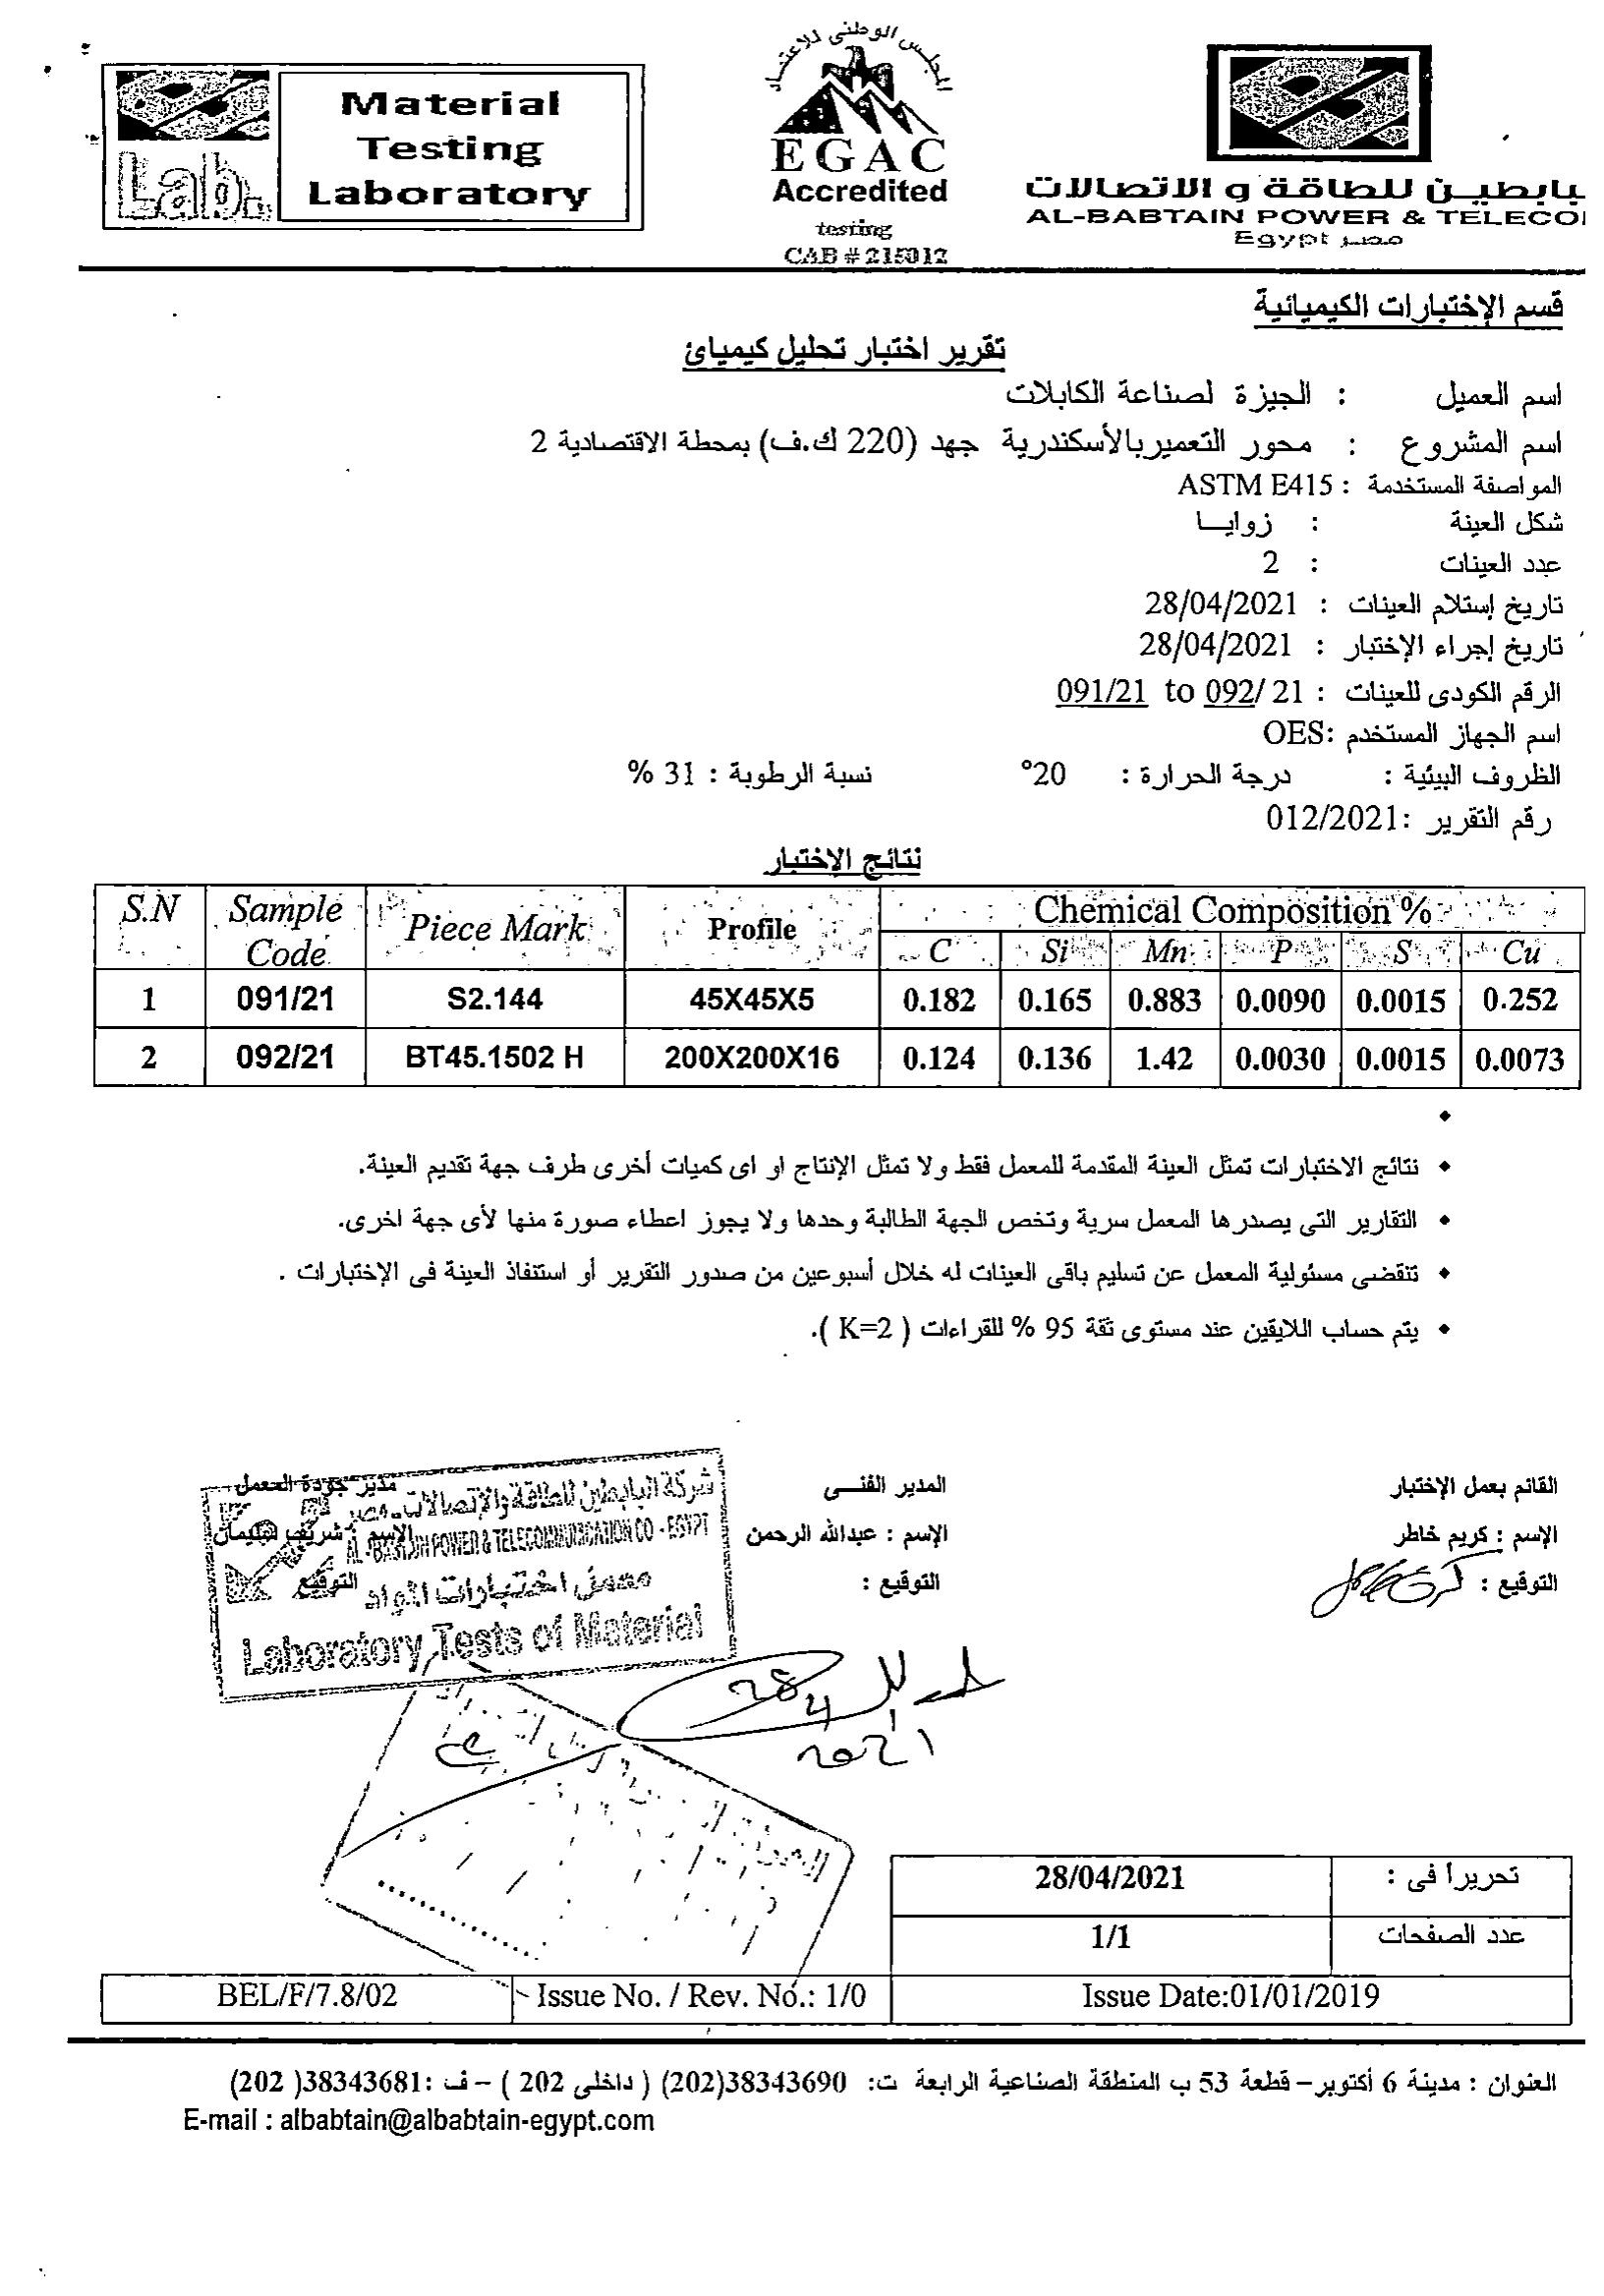 Material
Testing
Laboratory
Lab.
المجلس الوطنى للاعتماد
EGAC
Accredited
testing
CAB # 215012
بابطيـن للطاقة و الاتصالات
AL-BABTAIN POWER & TELECO
Egypt مصر
قسم الإختبارات الكيميائية
تقرير اختبار تحليل كيميائ
اسم العميل : الجيزة لصناعة الكابلات
اسم المشروع : محور التعميربالأسكندرية جهد (220 ك.ف) بمحطة الاقتصادية 2
المواصفة المستخدمة : ASTM E415
شكل العينة : زوايـا
عدد العينات : 2
تاريخ إستلام العينات : 28/04/2021
تاريخ إجراء الإختبار : 28/04/2021
الرقم الكودى للعينات : 091/21 to 092/ 21
اسم الجهاز المستخدم :OES
الظروف البيئية : درجة الحرارة : 20° نسبة الرطوبة : 31 %
رقم التقرير :012/2021
نتائج الإختبار
S.N Sample Code Piece Mark Profile Chemical Composition %
C Si Mn P S Cu
1 091/21 S2.144 45X45X5 0.182 0.165 0.883 0.0090 0.0015 0.252
2 092/21 BT45.1502 H 200X200X16 0.124 0.136 1.42 0.0030 0.0015 0.0073
•
• نتائج الاختبارات تمثل العينة المقدمة للمعمل فقط ولا تمثل الإنتاج او اى كميات أخرى طرف جهة تقديم العينة.
• التقارير التى يصدرها المعمل سرية وتخص الجهة الطالبة وحدها ولا يجوز اعطاء صورة منها لأى جهة اخرى.
• تنقضى مسئولية المعمل عن تسليم باقى العينات له خلال أسبوعين من صدور التقرير أو استنفاذ العينة فى الإختبارات .
• يتم حساب اللايقين عند مستوى ثقة 95 % للقراءات ( K=2 ).
القائم بعمل الإختبار المدير الفنـى مدير جودة المعمل
الإسم : كريم خاطر الإسم : عبدالله الرحمن الإسم : شريف سليمان
التوقيع : التوقيع : التوقيع
شركة البابطين للطاقة والإتصالات - مصر
AL-BABTAIN POWER & TELECOMMUNICATION CO - EGYPT
معمل اختبارات المواد
Laboratory Tests of Material
28
4
2021
تحريرا فى : 28/04/2021
عدد الصفحات 1/1
BEL/F/7.8/02 Issue No. / Rev. No.: 1/0 Issue Date:01/01/2019
العنوان : مدينة 6 أكتوبر– قطعة 53 ب المنطقة الصناعية الرابعة ت: 38343690(202) ( داخلى 202 ) – ف :38343681( 202)
E-mail : albabtain@albabtain-egypt.com